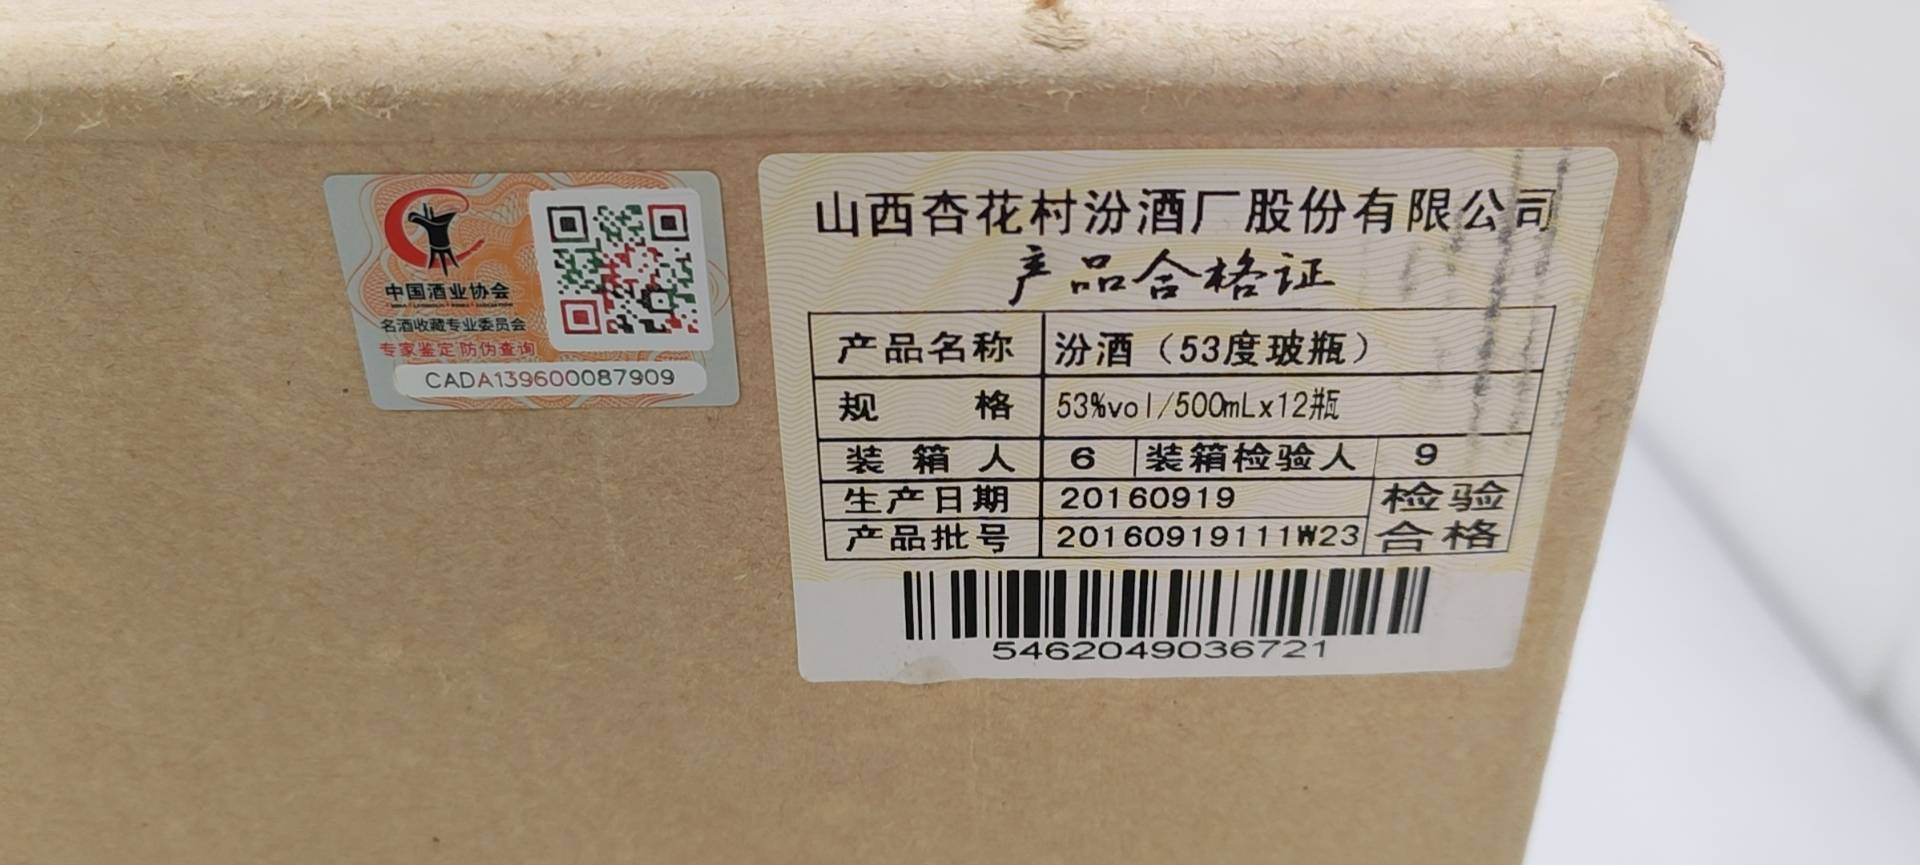 中国酒业协会
名酒收藏专业委员会
专家鉴定 防伪查询
CADA139600087909
山西杏花村汾酒厂股份有限公司
产品合格证
产品名称 汾酒（53度玻瓶）
规格 53%vol/500mLx12瓶
装箱人 6 装箱检验人 9
生产日期 20160919 检验
产品批号 20160919111W23 合格
5462049036721